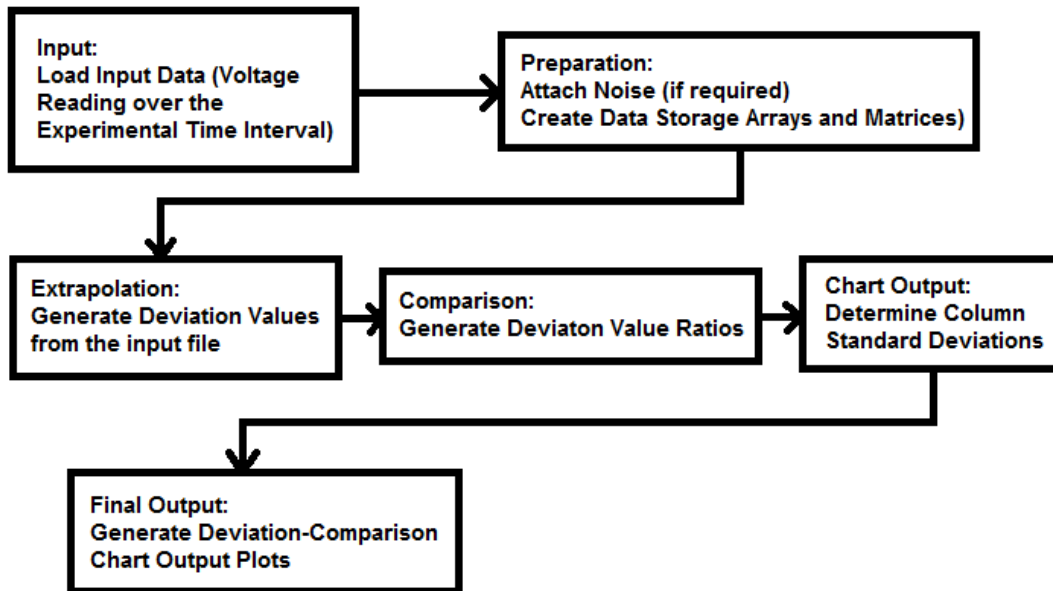 Input:
Load Input Data (Voltage
Reading over the
Experimental Time Interval)
Preparation:
Attach Noise (if required)
Create Data Storage Arrays and Matrices)
Extrapolation:
Generate Deviation Values
from the input file
Comparison:
Generate Deviaton Value Ratios
Chart Output:
Determine Column
Standard Deviations
Final Output:
Generate Deviation-Comparison
Chart Output Plots